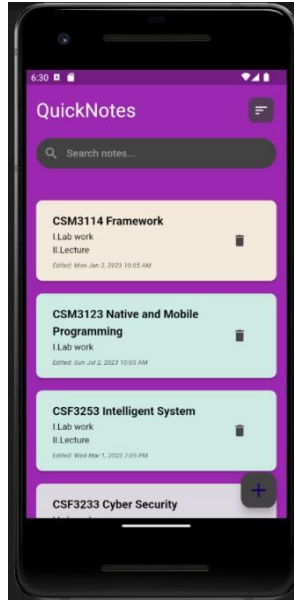 6:30
QuickNotes
Search notes...
CSM3114 Framework
I.Lab work
II.Lecture
Edited: Mon Jan 2, 2023 10:05 AM
CSM3123 Native and Mobile
Programming
I.Lab work
Edited: Sun Jul 2, 2023 10:05 AM
CSF3253 Intelligent System
I.Lab work
II.Lecture
Edited: Wed Mar 1, 2023 7:05 PM
CSF3233 Cyber Security